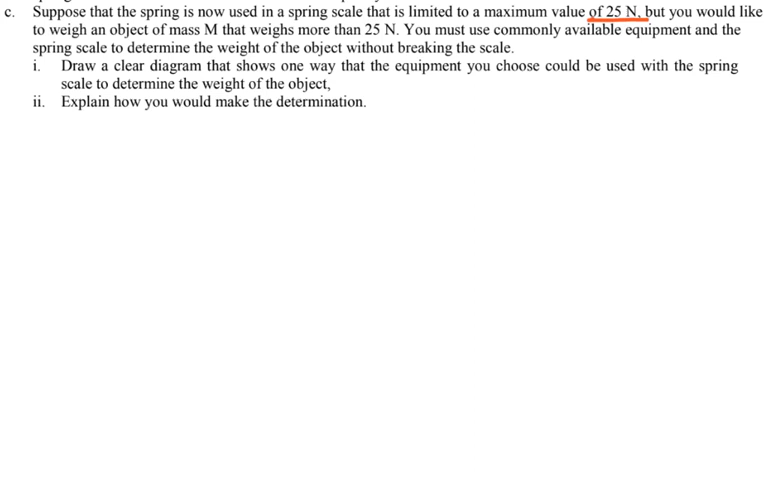 c. Suppose that the spring is now used in a spring scale that is limited to a maximum value of 25 N, but you would like
to weigh an object of mass M that weighs more than 25 N. You must use commonly available equipment and the
spring scale to determine the weight of the object without breaking the scale.
i. Draw a clear diagram that shows one way that the equipment you choose could be used with the spring
scale to determine the weight of the object,
ii. Explain how you would make the determination.